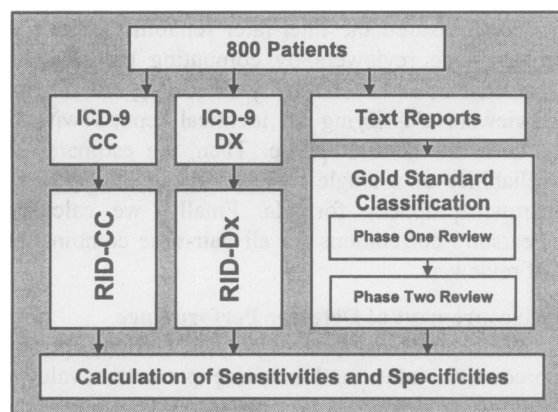 800 Patients
ICD-9
CC
ICD-9
DX
Text Reports
RID-CC
RID-Dx
Gold Standard
Classification
Phase One Review
Phase Two Review
Calculation of Sensitivities and Specificities